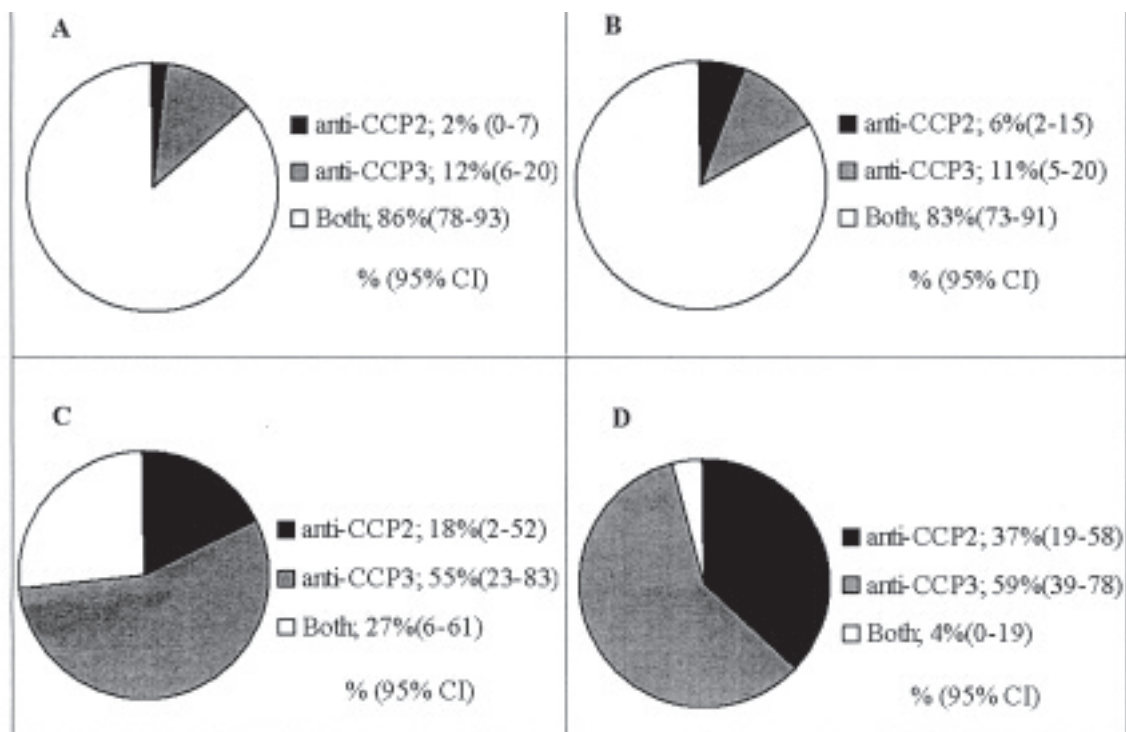 A
anti-CCP2; 2% (0-7)
anti-CCP3; 12%(6-20)
Both; 86%(78-93)
% (95% CI)
B
anti-CCP2; 6%(2-15)
anti-CCP3; 11%(5-20)
Both; 83%(73-91)
% (95% CI)
C
anti-CCP2; 18%(2-52)
anti-CCP3; 55%(23-83)
Both; 27%(6-61)
% (95% CI)
D
anti-CCP2; 37%(19-58)
anti-CCP3; 59%(39-78)
Both; 4%(0-19)
% (95% CI)